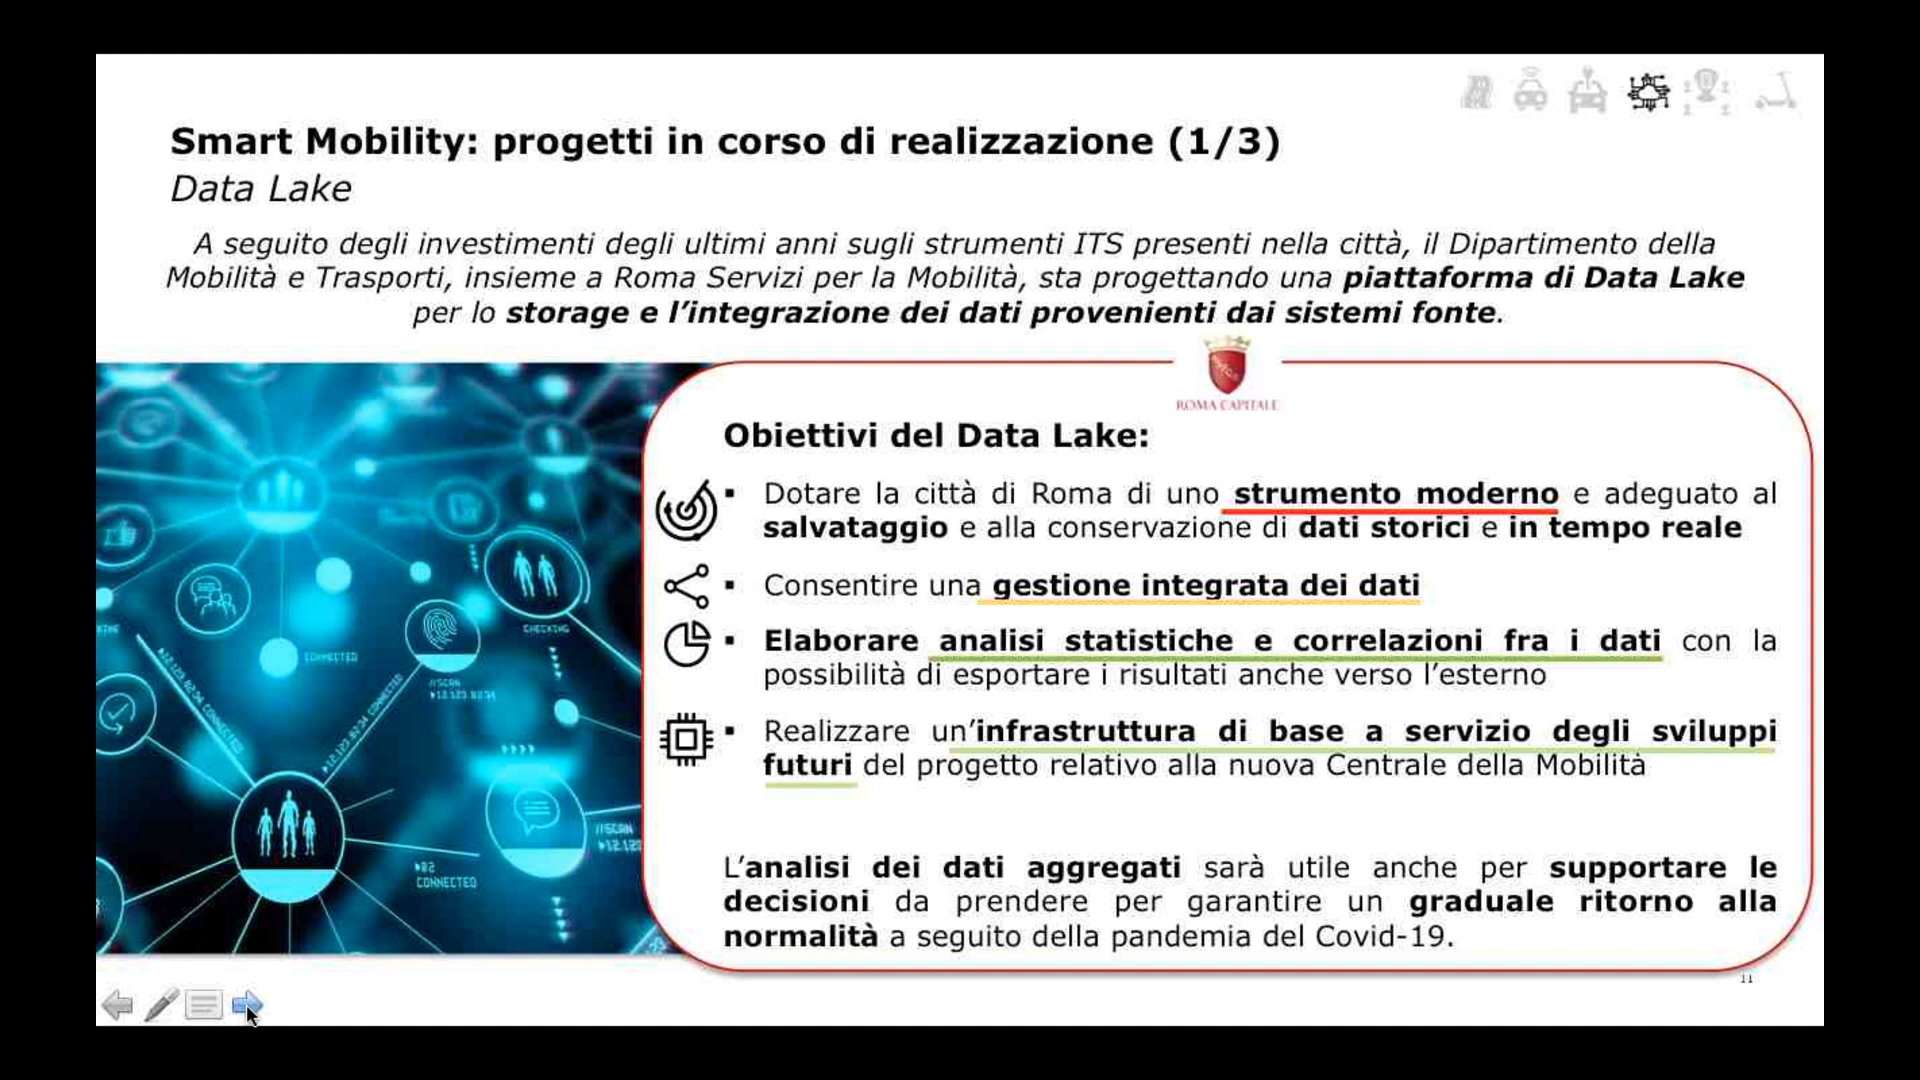 Smart Mobility: progetti in corso di realizzazione (1/3)
Data Lake
A seguito degli investimenti degli ultimi anni sugli strumenti ITS presenti nella città, il Dipartimento della
Mobilità e Trasporti, insieme a Roma Servizi per la Mobilità, sta progettando una piattaforma di Data Lake
per lo storage e l’integrazione dei dati provenienti dai sistemi fonte.
ROMA CAPITALE
Obiettivi del Data Lake:
▪ Dotare la città di Roma di uno strumento moderno e adeguato al
salvataggio e alla conservazione di dati storici e in tempo reale
▪ Consentire una gestione integrata dei dati
▪ Elaborare analisi statistiche e correlazioni fra i dati con la
possibilità di esportare i risultati anche verso l’esterno
▪ Realizzare un’infrastruttura di base a servizio degli sviluppi
futuri del progetto relativo alla nuova Centrale della Mobilità
L’analisi dei dati aggregati sarà utile anche per supportare le
decisioni da prendere per garantire un graduale ritorno alla
normalità a seguito della pandemia del Covid-19.
CHECKING
CONNECTED
//SCAN
CONNECTED
//SCAN
11